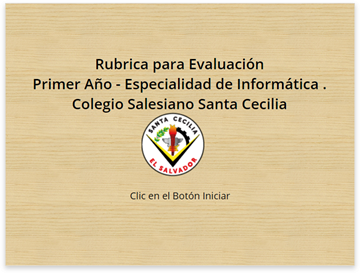 Rubrica para Evaluación
Primer Año - Especialidad de Informática .
Colegio Salesiano Santa Cecilia
SANTA CECILIA
EL SALVADOR
Clic en el Botón Iniciar